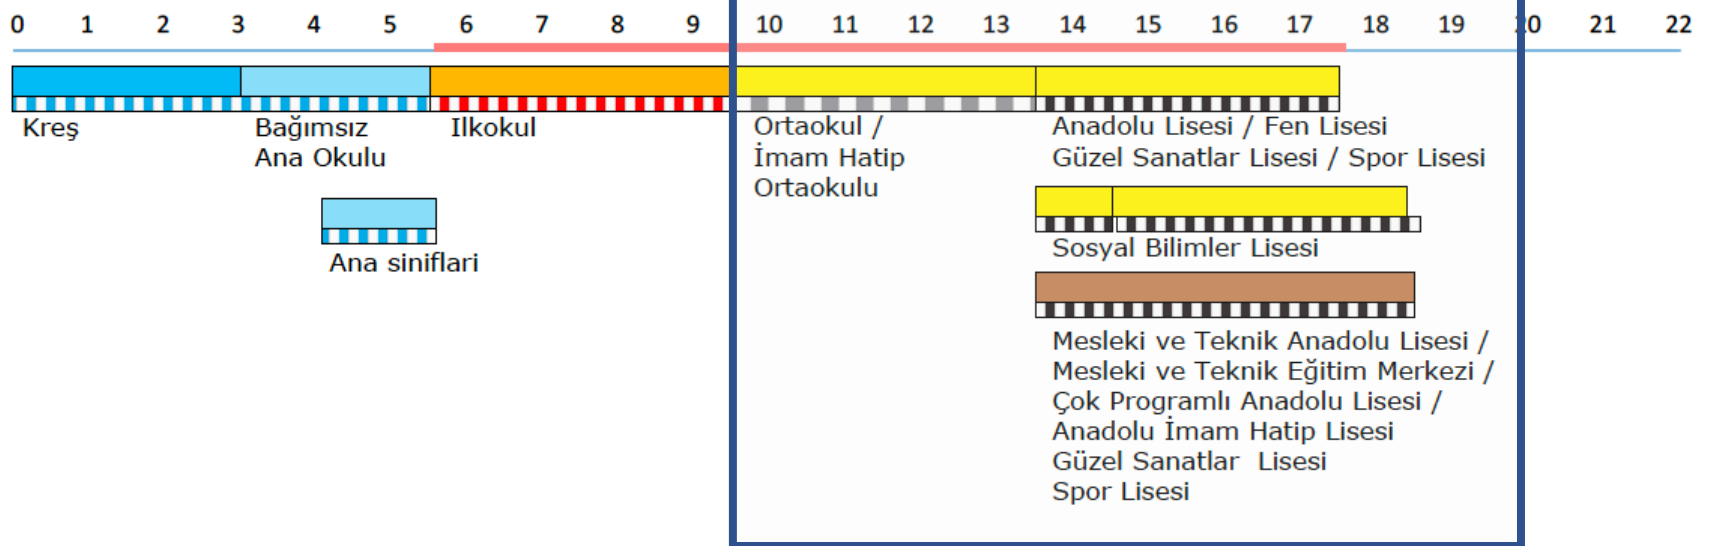 0 1 2 3 4 5 6 7 8 9 10 11 12 13 14 15 16 17 18 19 20 21 22
Kreş
Bağımsız
Ana Okulu
Ilkokul
Ortaokul /
İmam Hatip
Ortaokulu
Anadolu Lisesi / Fen Lisesi
Güzel Sanatlar Lisesi / Spor Lisesi
Ana siniflari
Sosyal Bilimler Lisesi
Mesleki ve Teknik Anadolu Lisesi /
Mesleki ve Teknik Eğitim Merkezi /
Çok Programlı Anadolu Lisesi /
Anadolu İmam Hatip Lisesi
Güzel Sanatlar  Lisesi
Spor Lisesi